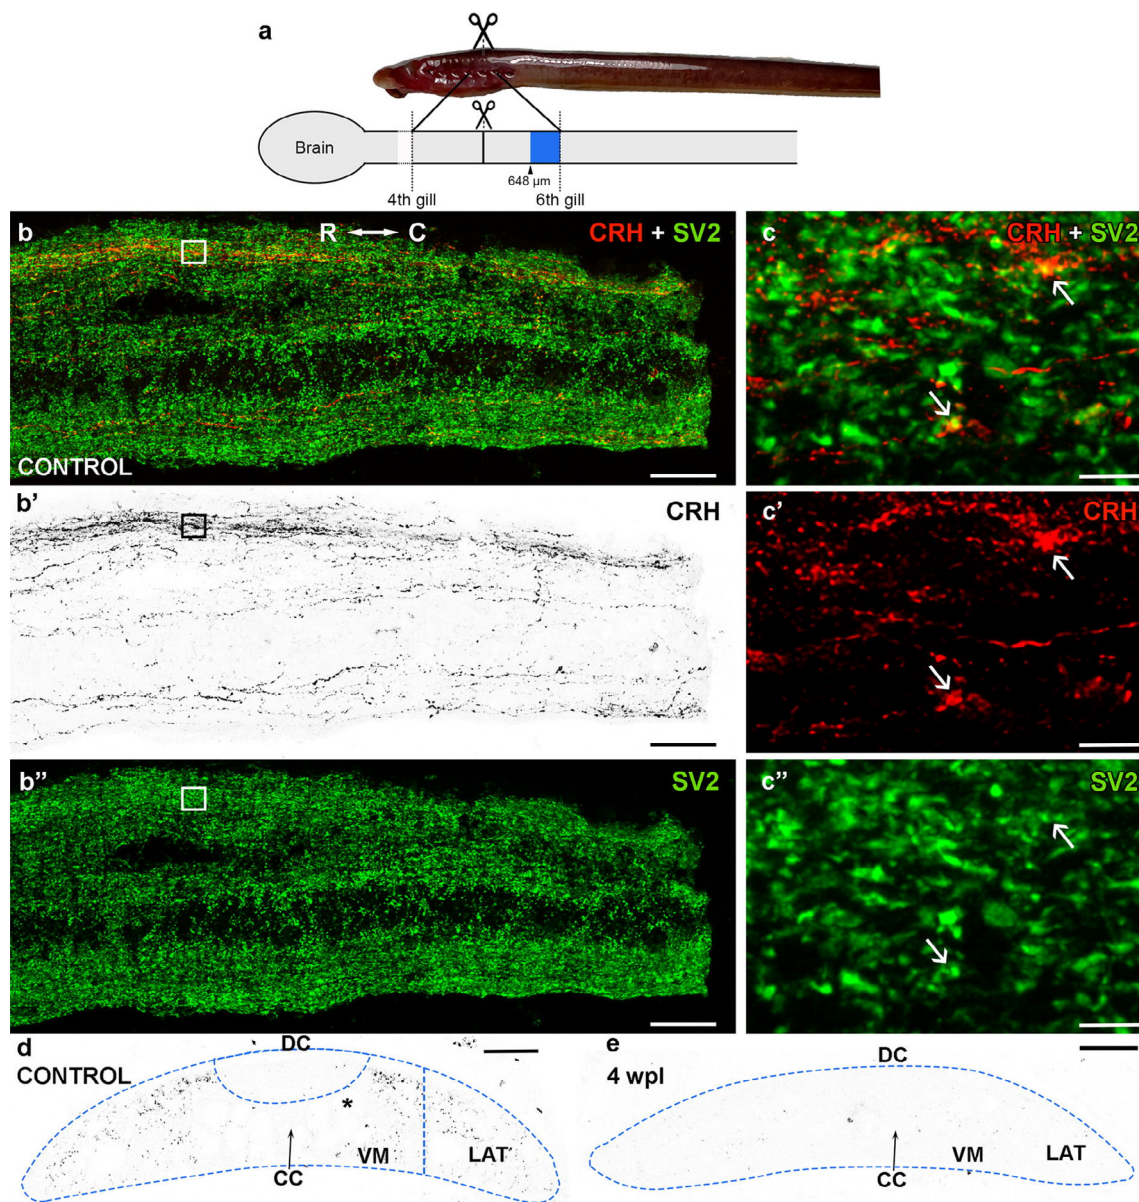 a
Brain
648 µm
4th gill
6th gill
b
R
C
CRH + SV2
CONTROL
c
CRH + SV2
b’
CRH
c’
CRH
b”
SV2
c”
SV2
d
CONTROL
DC
*
VM
LAT
CC
e
4 wpl
DC
VM
LAT
CC